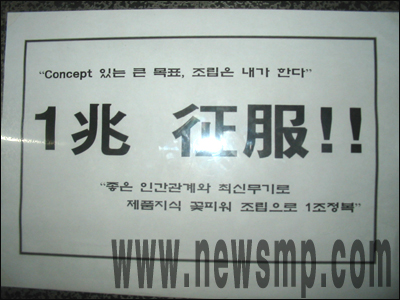 "Concept 있는 큰 목표, 조립은 내가 한다"
1兆 征服!!
"좋은 인간관계와 최신무기로
제품지식 꽃피워 조립으로 1조정복"
www.newsmp.com